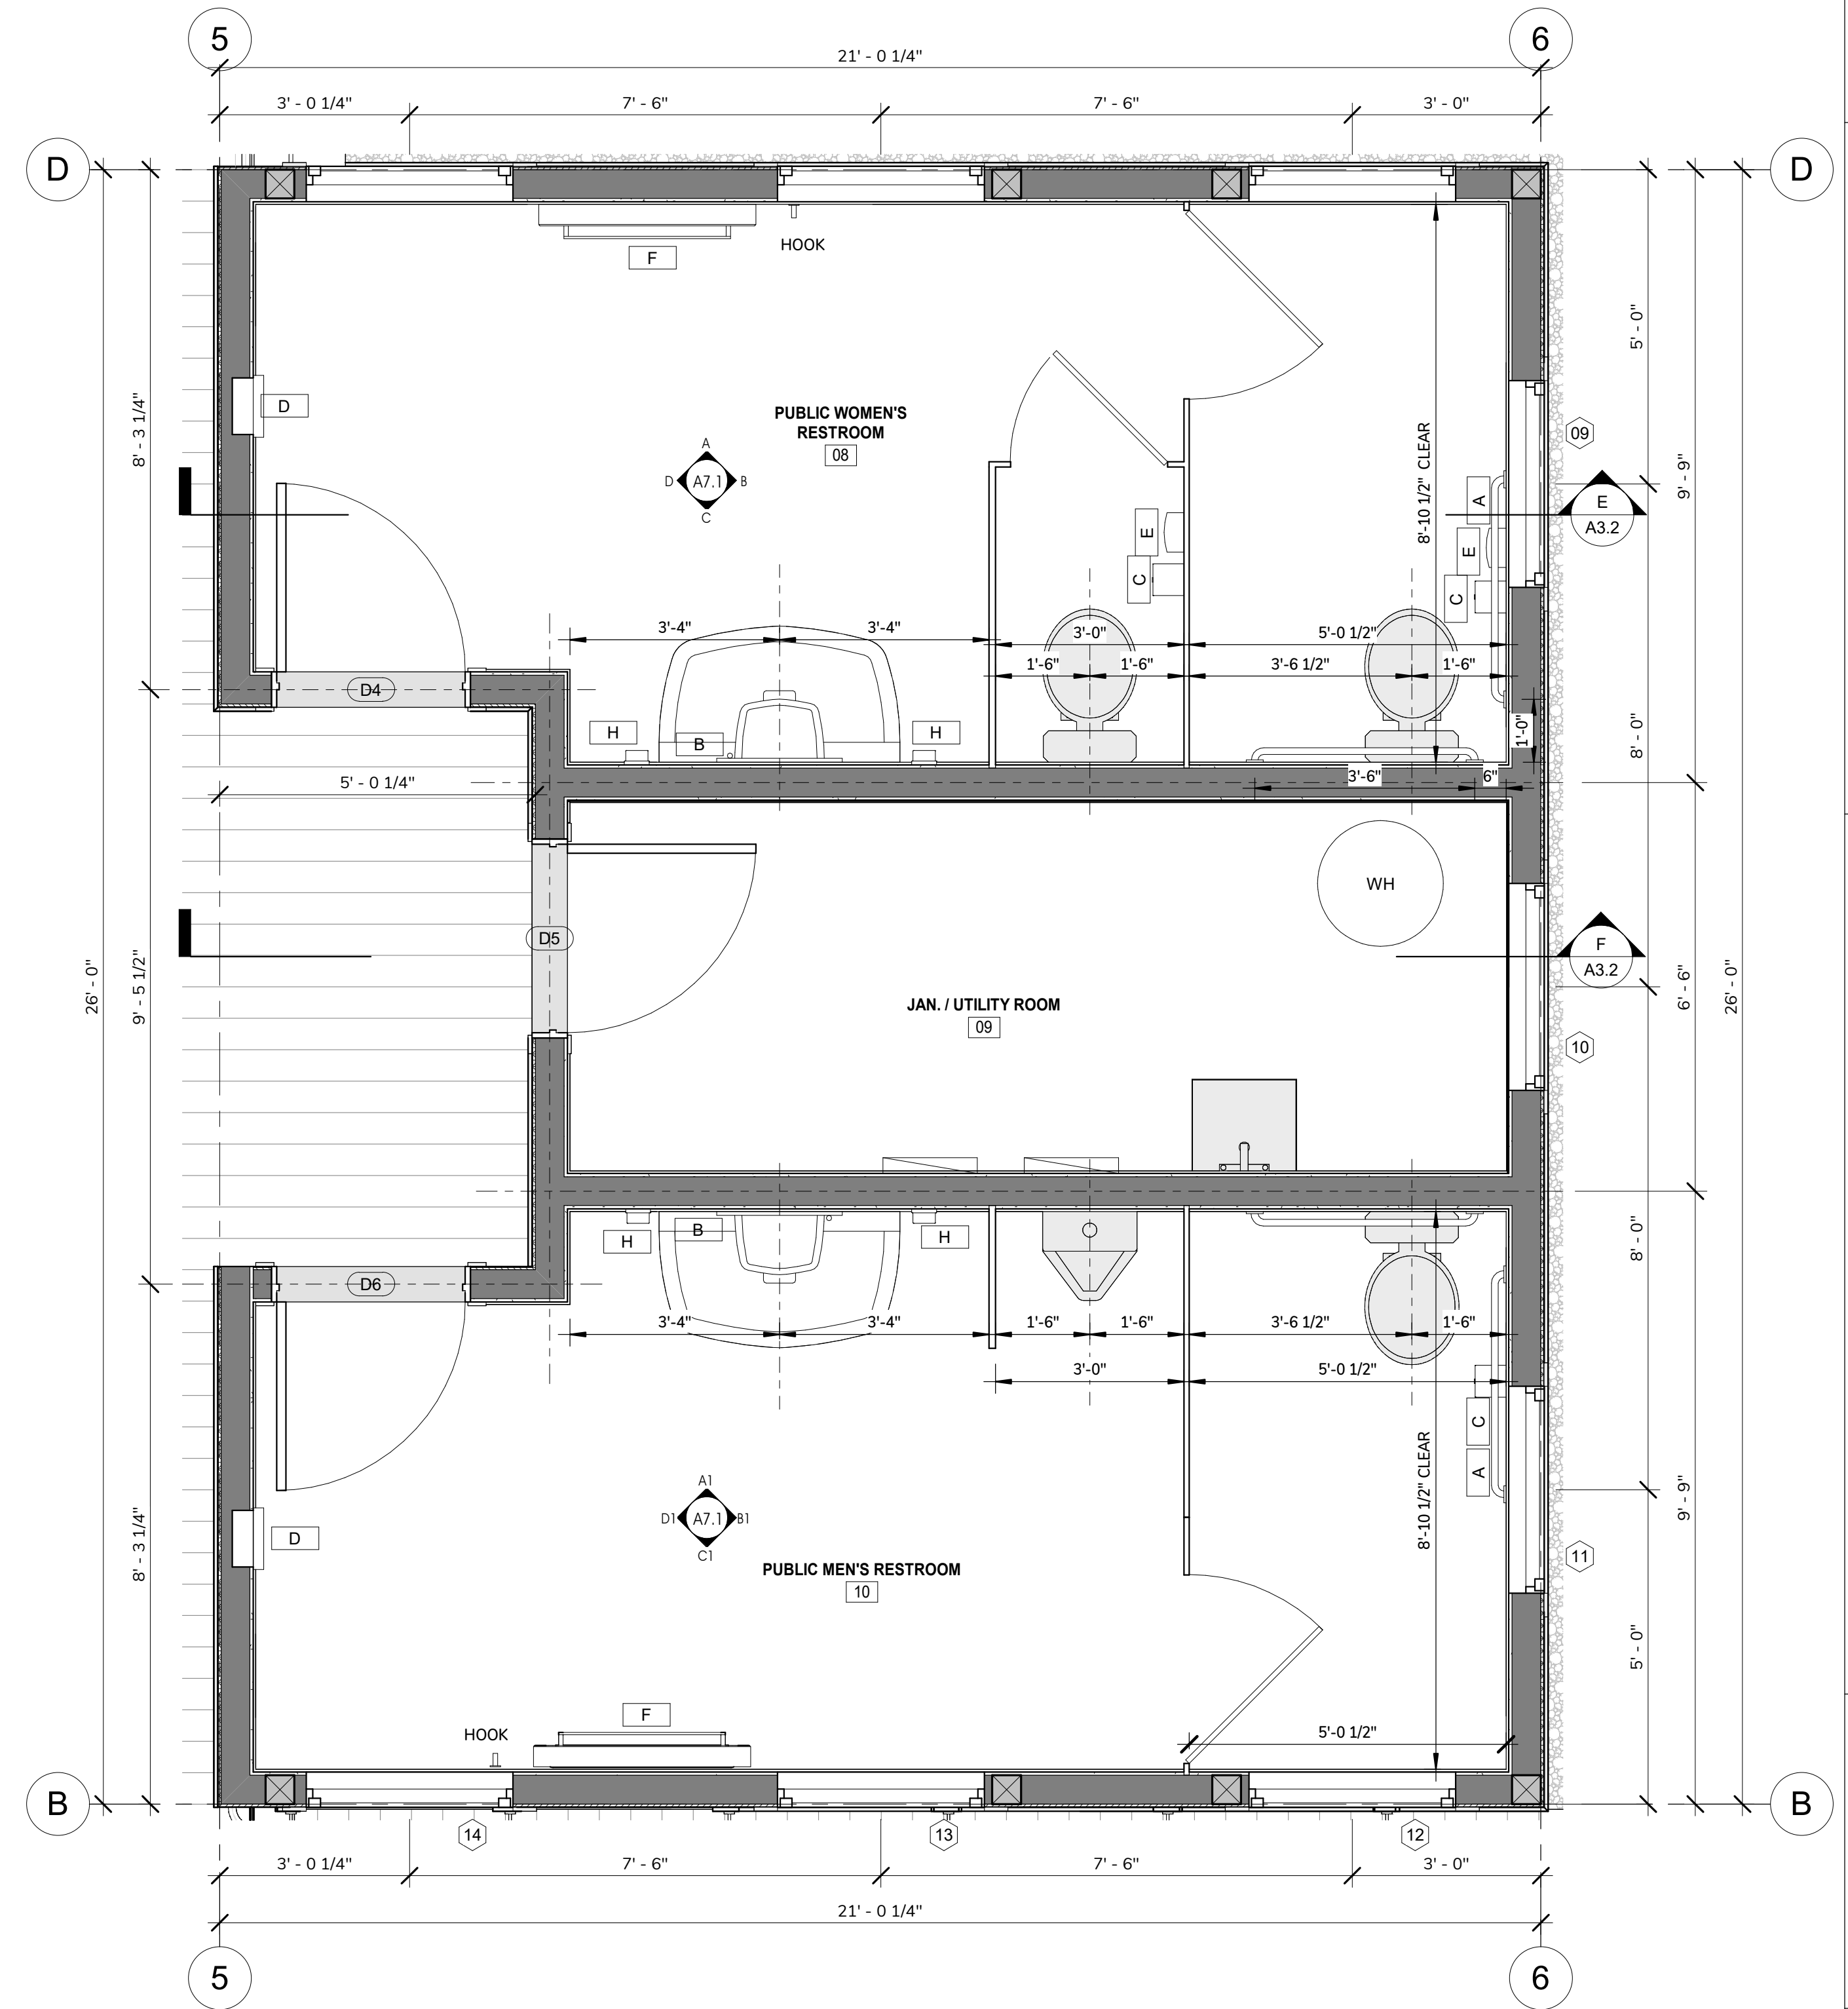 5
6
21' - 0 1/4"
3' - 0 1/4"
7' - 6"
7' - 6"
3' - 0"
D
D
HOOK
F
5' - 0"
D
8' - 3 1/4"
PUBLIC WOMEN'S
RESTROOM
08
8'-10 1/2" CLEAR
09
9' - 9"
A
D
A7.1
B
C
A
E
E
C
C
E
A3.2
3'-4"
3'-4"
3'-0"
5'-0 1/2"
1'-6"
1'-6"
3'-6 1/2"
1'-6"
D4
H
B
H
1'-0"
8' - 0"
5' - 0 1/4"
3'-6"
6"
WH
D5
F
A3.2
26' - 0"
9' - 5 1/2"
JAN. / UTILITY ROOM
09
6' - 6"
26' - 0"
10
H
B
H
8' - 0"
D6
3'-4"
3'-4"
1'-6"
1'-6"
3'-6 1/2"
1'-6"
3'-0"
5'-0 1/2"
C
A
8'-10 1/2" CLEAR
A1
D1
A7.1
B1
C1
D
8' - 3 1/4"
PUBLIC MEN'S RESTROOM
10
11
9' - 9"
5' - 0"
F
HOOK
5'-0 1/2"
B
B
14
13
12
3' - 0 1/4"
7' - 6"
7' - 6"
3' - 0"
21' - 0 1/4"
5
6